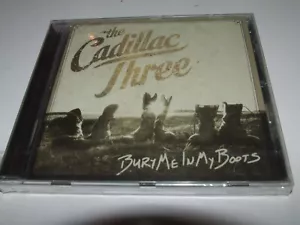 the
Cadillac
Three
BURY ME IN MY BOOTS